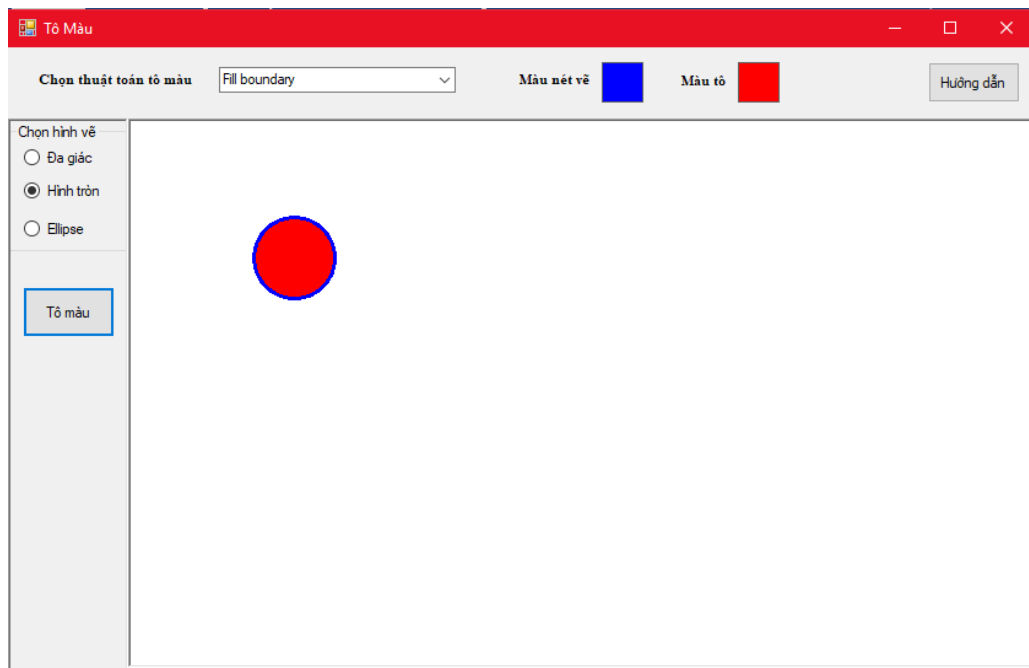 Tô Màu
Chọn thuật toán tô màu
Fill boundary
Màu nét vẽ
Màu tô
Hướng dẫn
Chọn hình vẽ
Đa giác
Hình tròn
Ellipse
Tô màu